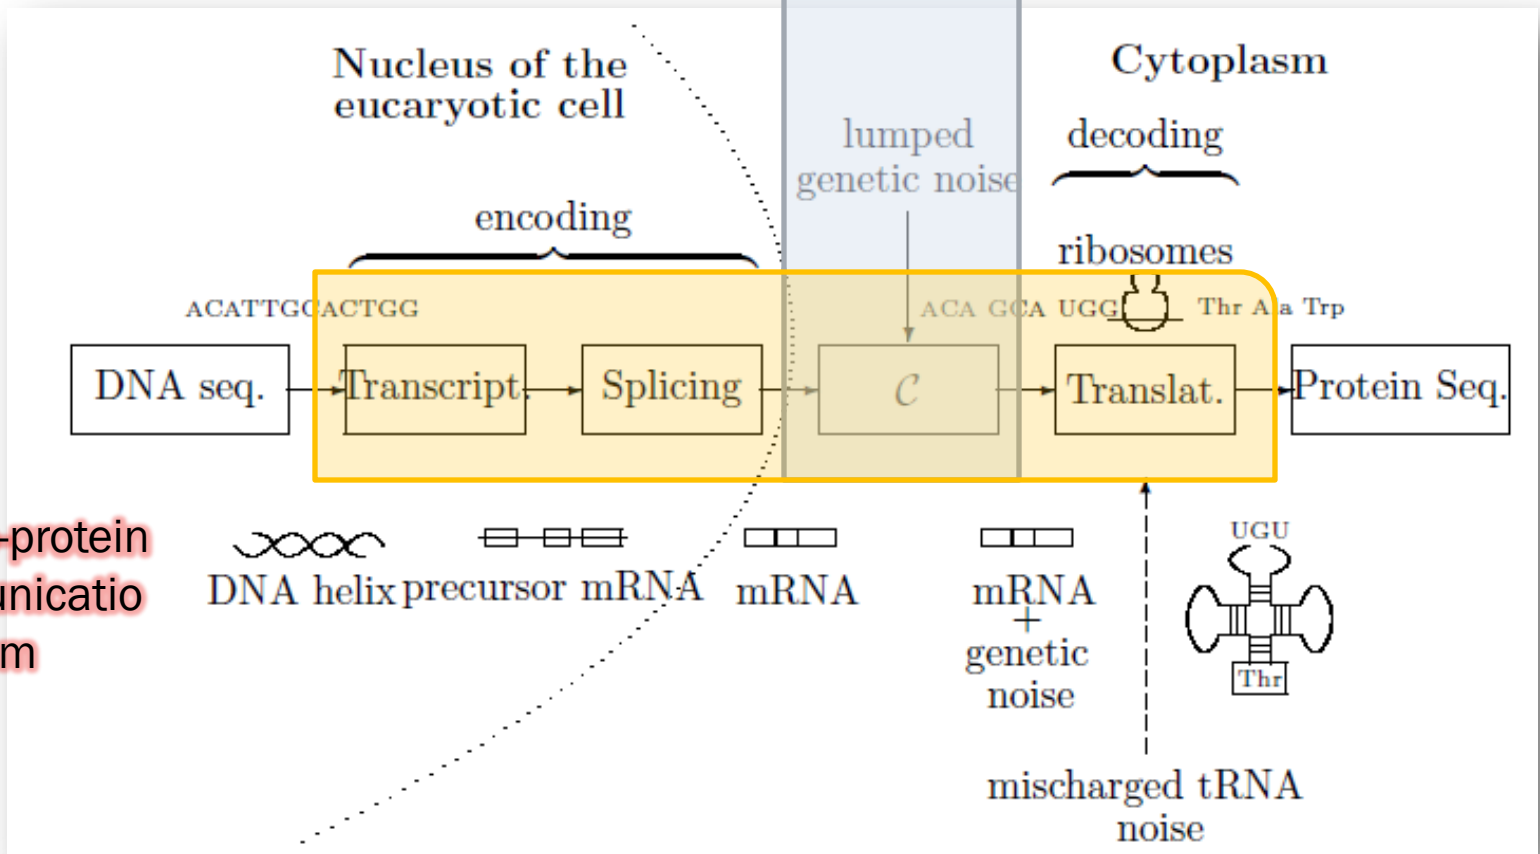 Nucleus of the
eucaryotic cell
Cytoplasm
lumped
genetic noise
decoding
encoding
ribosomes
ACATTGCACTGG
ACA GCA UGG
Thr Ala Trp
DNA seq.
Transcript.
Splicing
C
Translat.
Protein Seq.
-protein
unicatio
m
DNA helix
precursor mRNA
mRNA
mRNA
+
genetic
noise
UGU
Thr
mischarged tRNA
noise